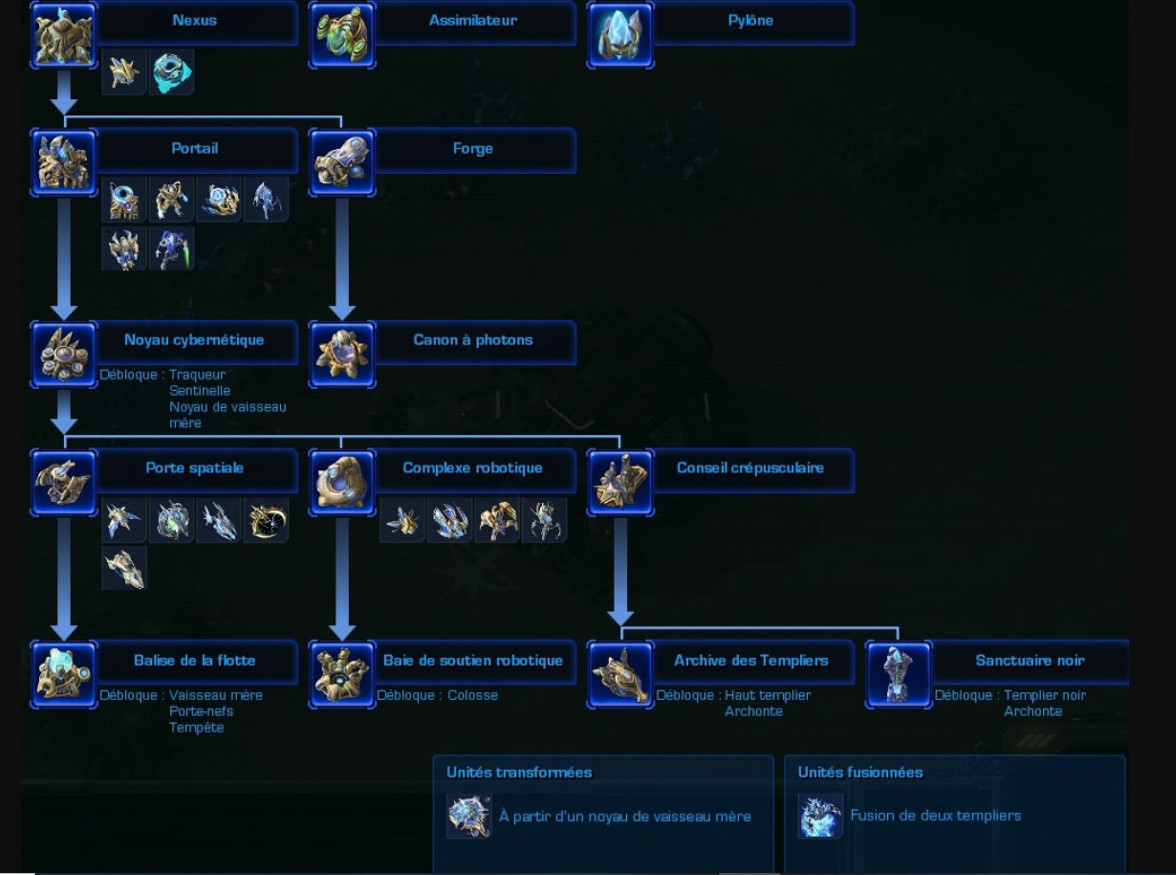 Nexus
Assimilateur
Pylône
Portail
Forge
Noyau cybernétique
Canon à photons
Débloque : Traqueur
Sentinelle
Noyau de vaisseau
mère
Porte spatiale
Complexe robotique
Conseil crépusculaire
Balise de la flotte
Baie de soutien robotique
Archive des Templiers
Sanctuaire noir
Débloque : Vaisseau mère
Porte-nefs
Tempête
Débloque : Colosse
Débloque : Haut templier
Archonte
Débloque : Templier noir
Archonte
Unités transformées
À partir d'un noyau de vaisseau mère
Unités fusionnées
Fusion de deux templiers